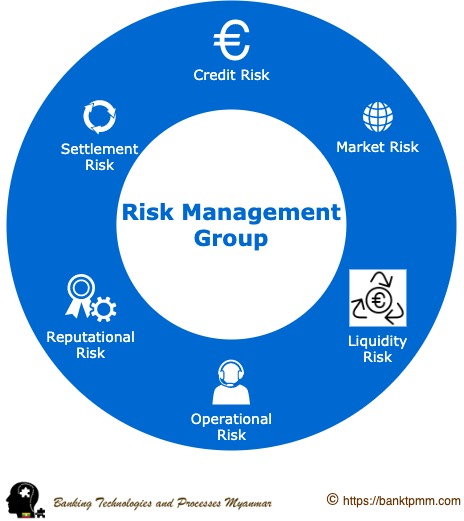 €
Credit Risk
Settlement
Risk
Market Risk
Risk Management
Group
Reputational
Risk
€
Liquidity
Risk
Operational
Risk
Banking Technologies and Processes Myanmar
© https://banktpmm.com